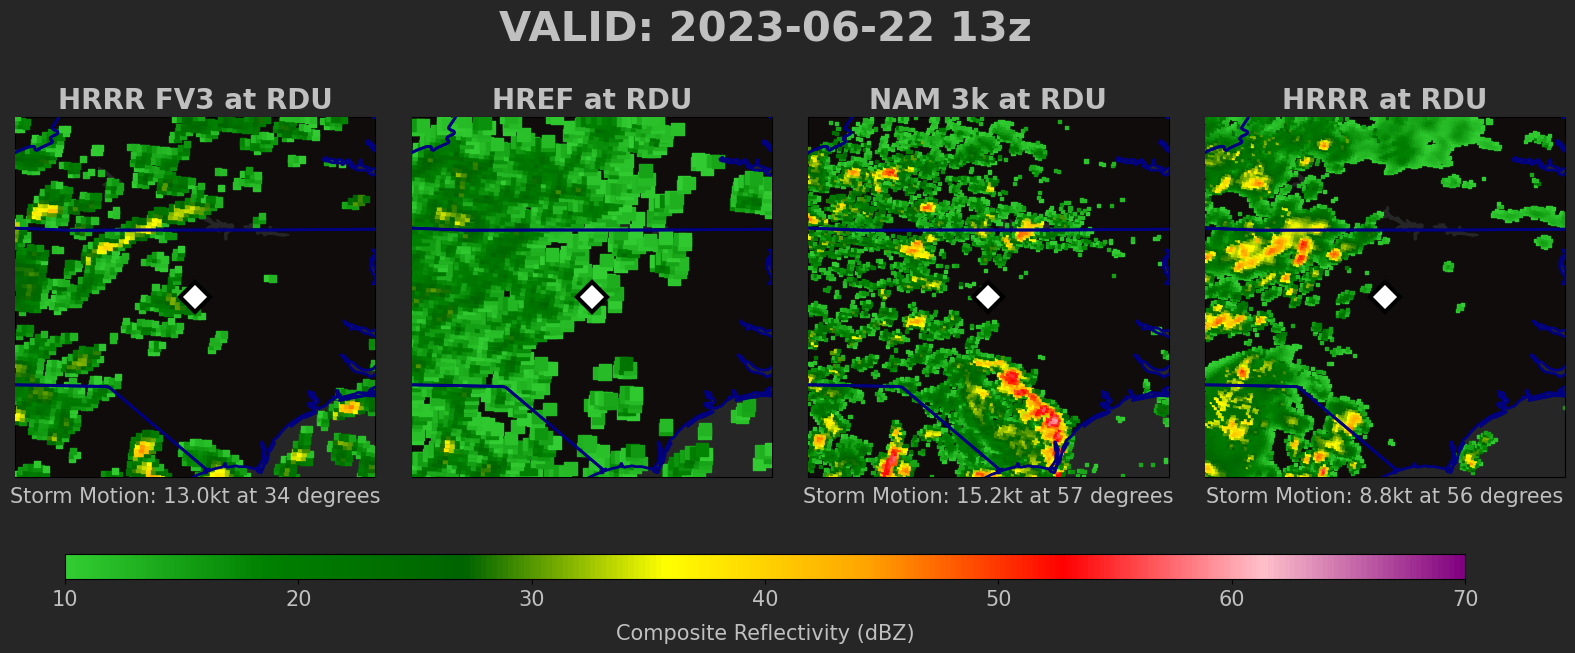 VALID: 2023-06-22 13z
HRRR FV3 at RDU
HREF at RDU
NAM 3k at RDU
HRRR at RDU
Storm Motion: 13.0kt at 34 degrees
Storm Motion: 15.2kt at 57 degrees
Storm Motion: 8.8kt at 56 degrees
10 20 30 40 50 60 70
Composite Reflectivity (dBZ)